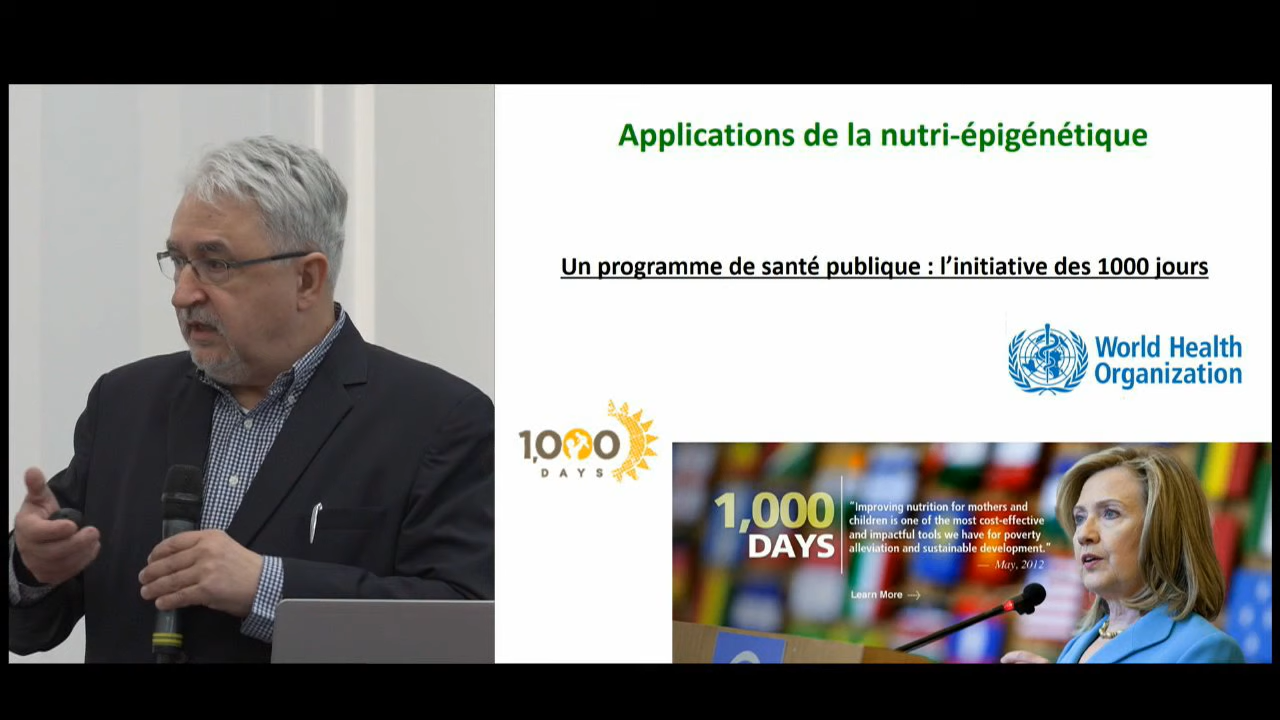 Applications de la nutri-épigénétique
Un programme de santé publique : l’initiative des 1000 jours
World Health
Organization
1,000
DAYS
1,000
DAYS
“Improving nutrition for mothers and
children is one of the most cost-effective
and impactful tools we have for poverty
alleviation and sustainable development.”
— May, 2012
Learn More →